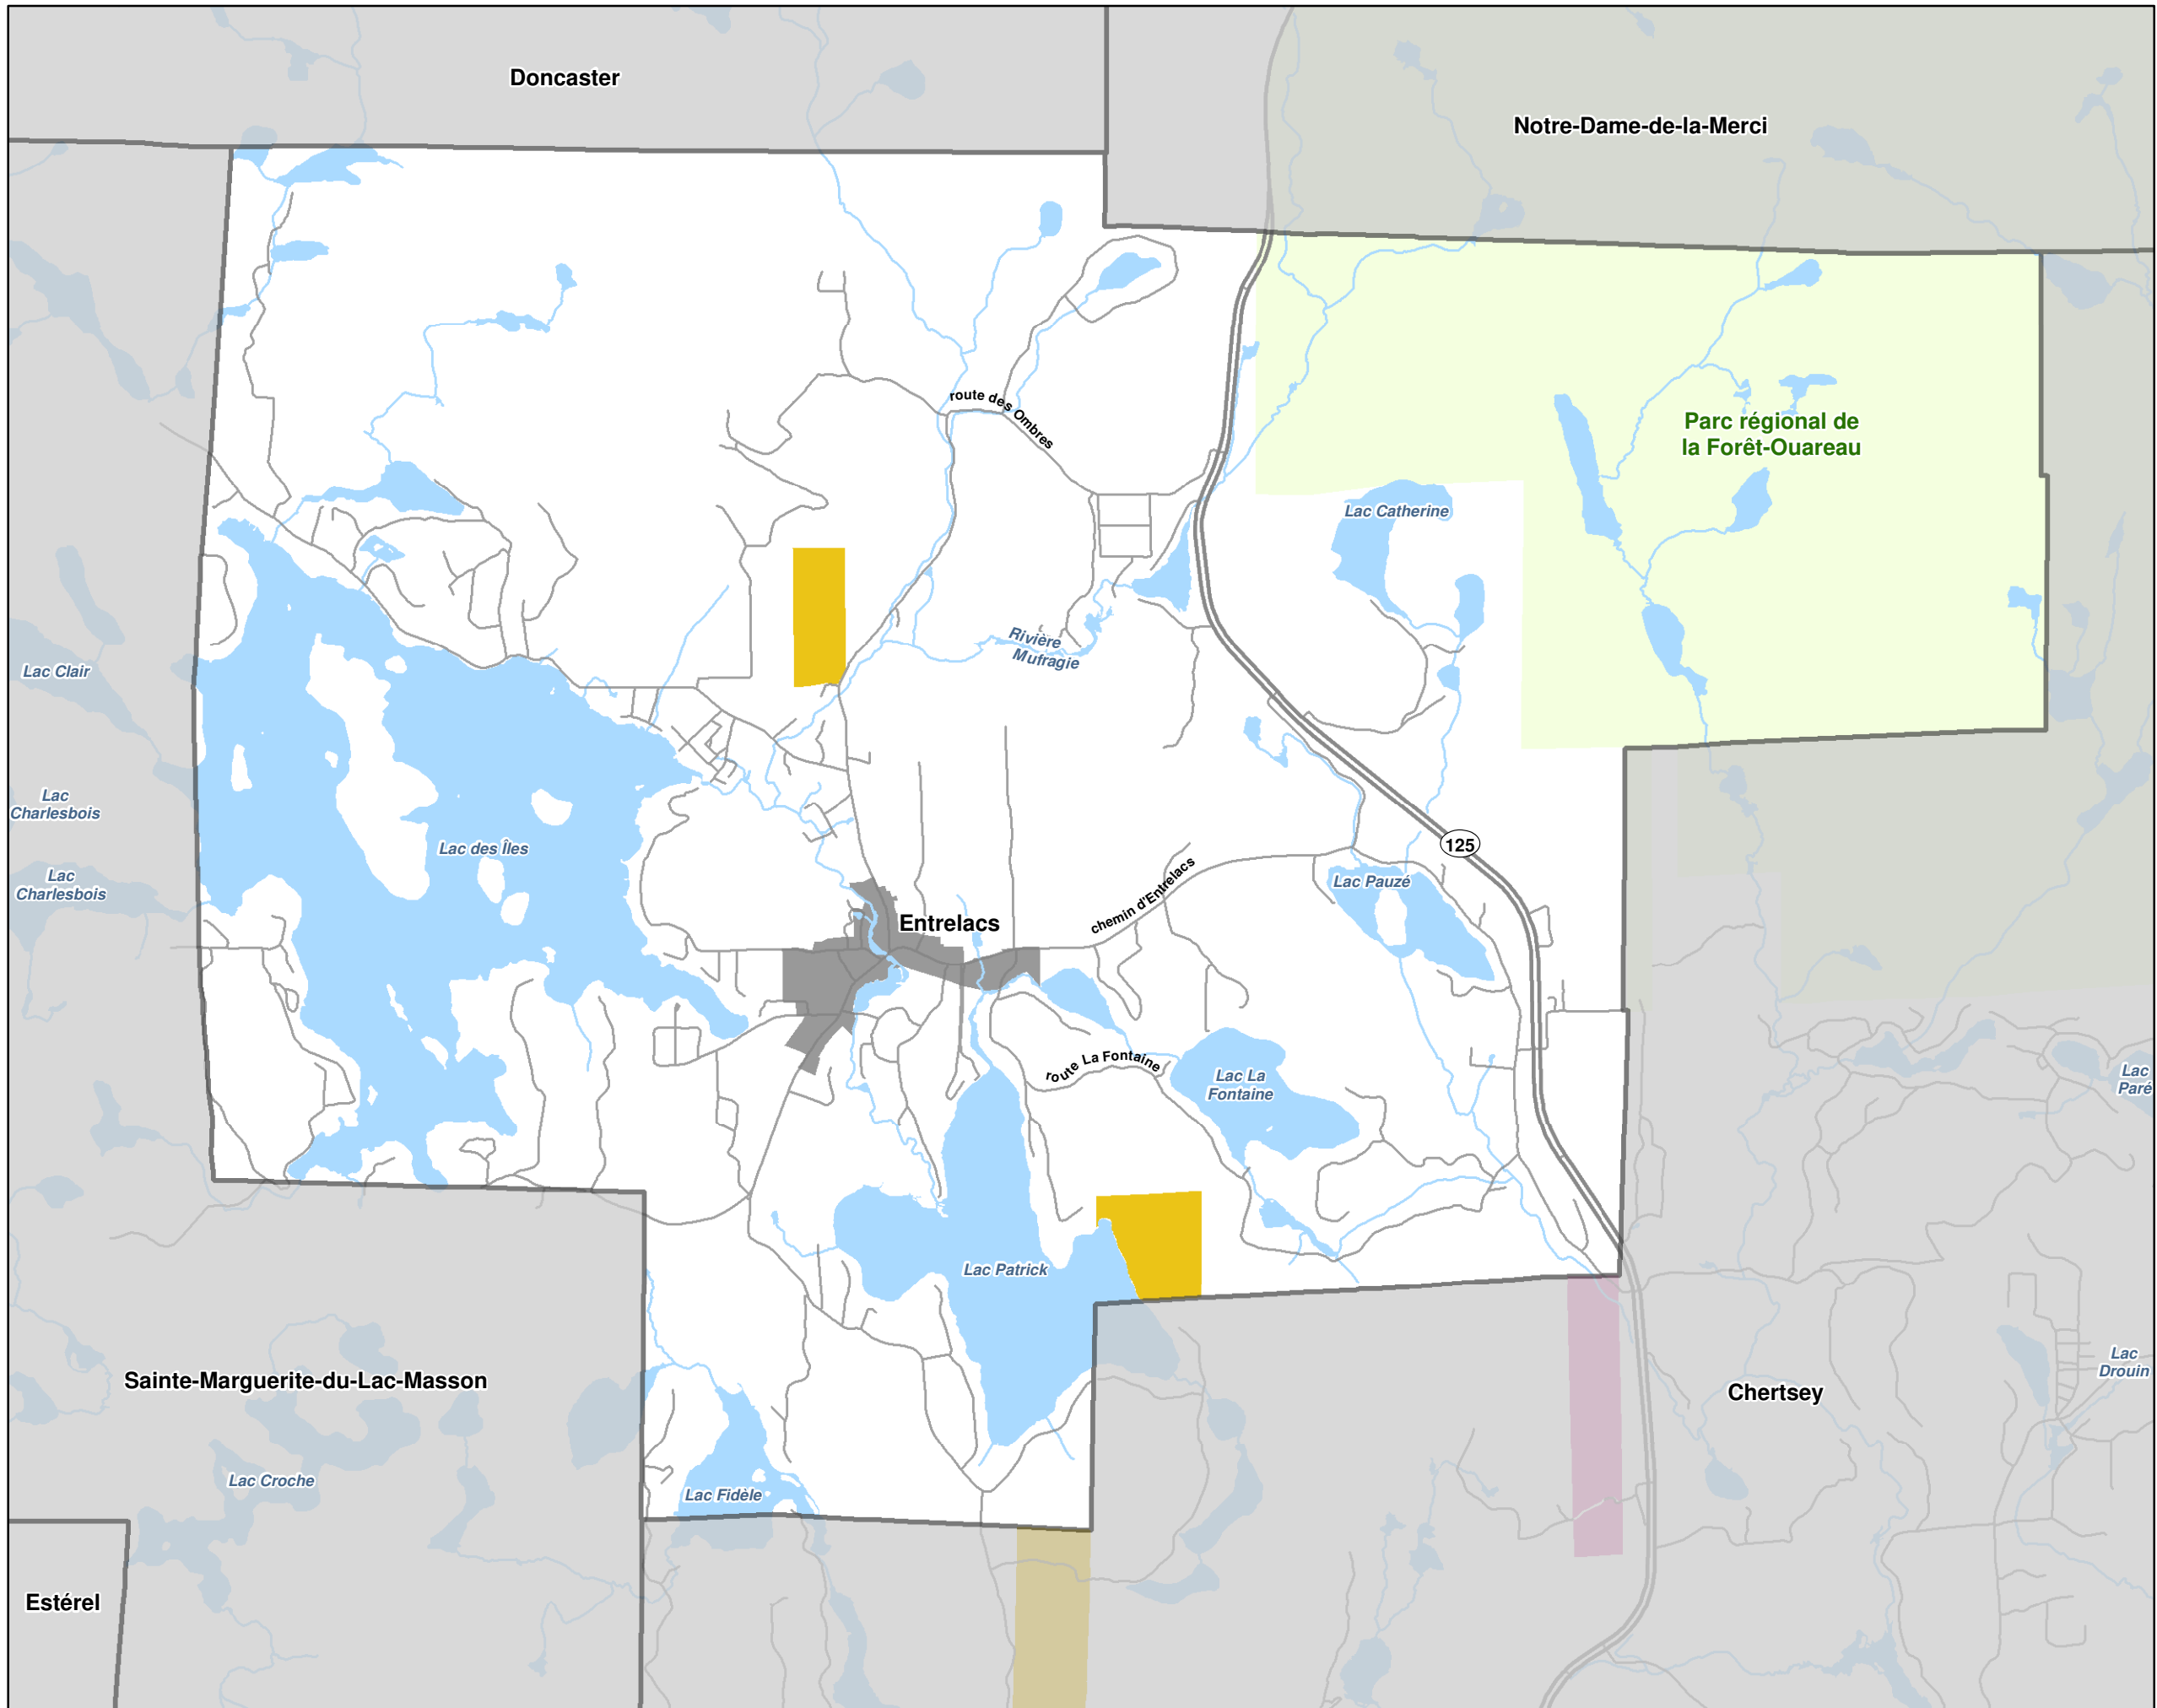 Doncaster
Notre-Dame-de-la-Merci
route des Ombres
Parc régional de
la Forêt-Ouareau
Lac Catherine
Rivière
Mufragie
Lac Clair
Lac
Charlesbois
Lac des Îles
125
Lac
Charlesbois
Lac Pauzé
chemin d'Entrelacs
Entrelacs
route La Fontaine
Lac La
Fontaine
Lac
Paré
Lac Patrick
Lac
Drouin
Sainte-Marguerite-du-Lac-Masson
Chertsey
Lac Croche
Lac Fidèle
Estérel